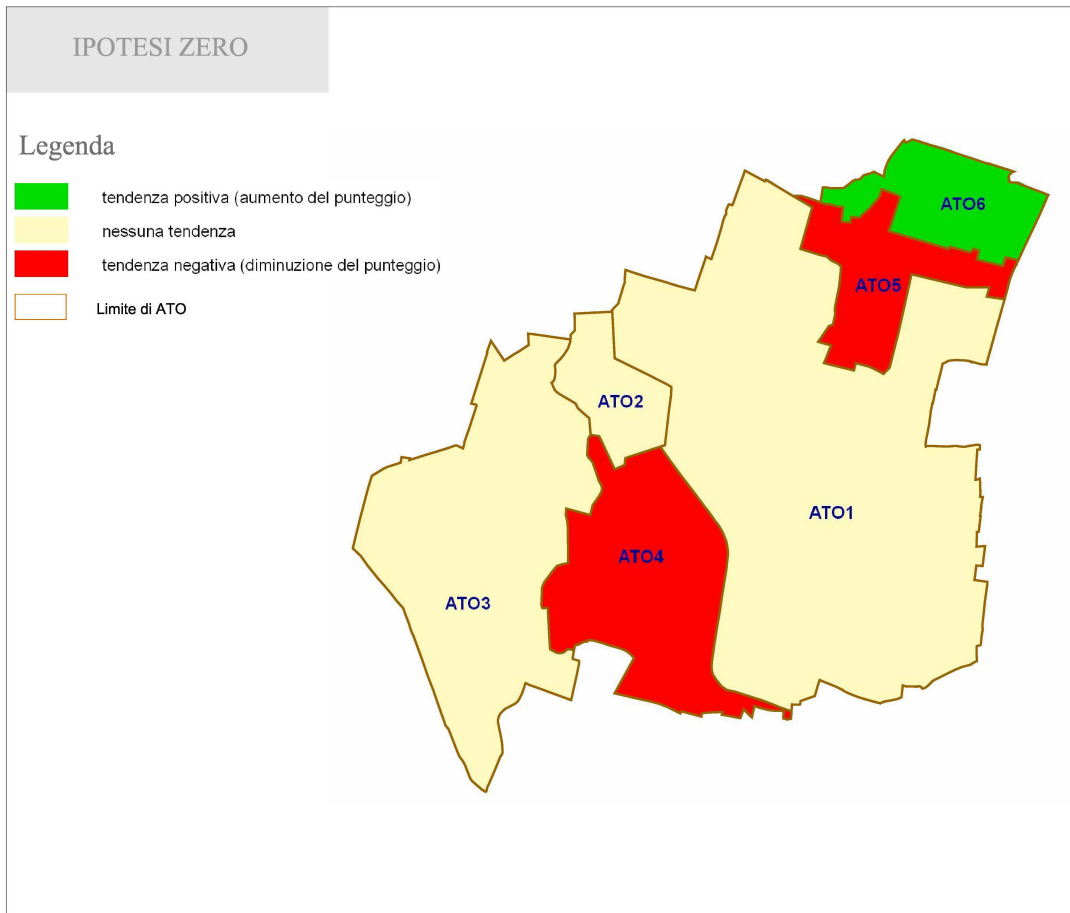 IPOTESI ZERO
Legenda
tendenza positiva (aumento del punteggio)
nessuna tendenza
tendenza negativa (diminuzione del punteggio)
Limite di ATO
ATO6
ATO5
ATO2
ATO1
ATO4
ATO3